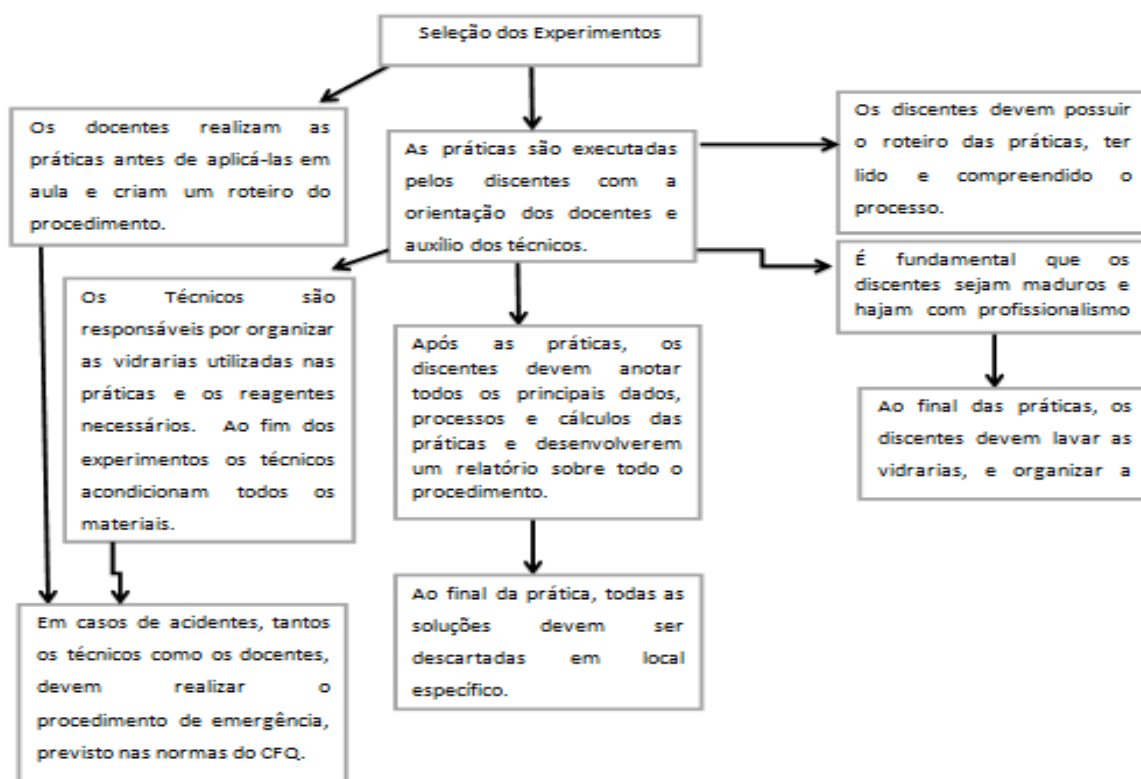 Seleção dos Experimentos
Os docentes realizam as
práticas antes de aplicá-las em
aula e criam um roteiro do
procedimento.
As práticas são executadas
pelos discentes com a
orientação dos docentes e
auxílio dos técnicos.
Os discentes devem possuir
o roteiro das práticas, ter
lido e compreendido o
processo.
É fundamental que os
discentes sejam maduros e
hajam com profissionalismo
Os Técnicos são
responsáveis por organizar
as vidrarias utilizadas nas
práticas e os reagentes
necessários. Ao fim dos
experimentos os técnicos
acondicionam todos os
materiais.
Após as práticas, os
discentes devem anotar
todos os principais dados,
processos e cálculos das
práticas e desenvolverem
um relatório sobre todo o
procedimento.
Ao final das práticas, os
discentes devem lavar as
vidrarias, e organizar a
Em casos de acidentes, tantos
os técnicos como os docentes,
devem realizar o
procedimento de emergência,
previsto nas normas do CFQ.
Ao final da prática, todas as
soluções devem ser
descartadas em local
específico.